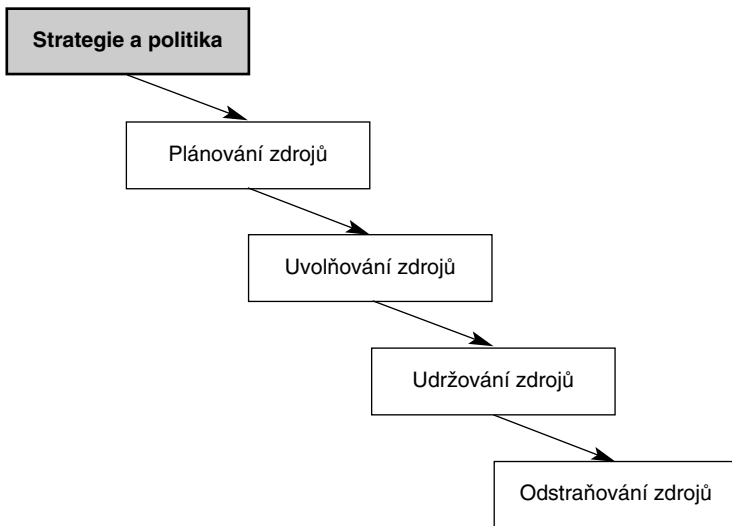 Strategie a politika
Plánování zdrojů
Uvolňování zdrojů
Udržování zdrojů
Odstraňování zdrojů